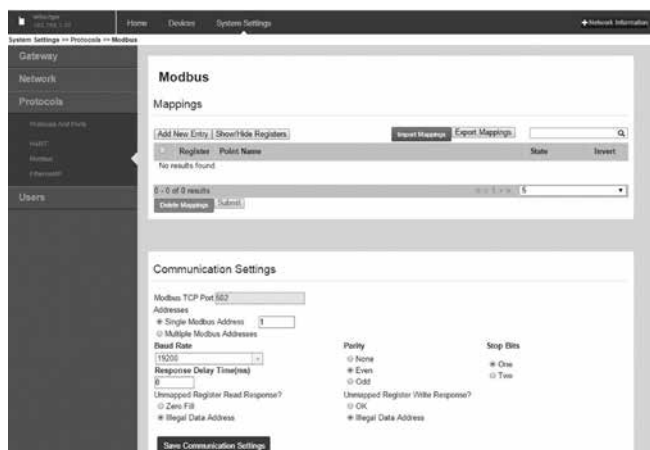 Home Devices System Settings
Network Information
System Settings >> Protocols >> Modbus
Gateway
Network
Protocols
Protocols And Ports
HART
Modbus
Users
Modbus
Mappings
Add New Entry Show/Hide Registers Import Mappings Export Mappings
Register Point Name State Invert
No results found.
0 - 0 of 0 results 5
Delete Mappings Submit
Communication Settings
Modbus TCP Port 502
Addresses
Single Modbus Address 1
Multiple Modbus Addresses
Baud Rate Parity Stop Bits
19200 None
Even One
Response Delay Time(ms) Odd Two
0
Unmapped Register Read Response? Unmapped Register Write Response?
Zero Fill OK
Illegal Data Address Illegal Data Address
Save Communication Settings